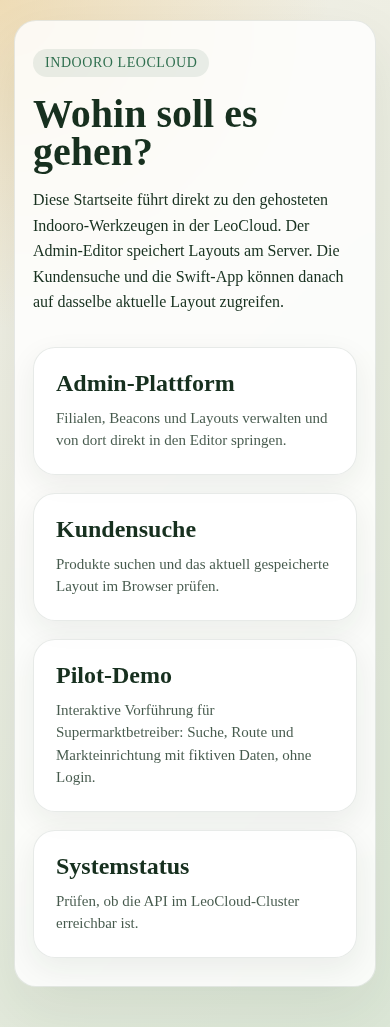 INDOORO LEOCLOUD
Wohin soll es
gehen?
Diese Startseite führt direkt zu den gehosteten
Indooro-Werkzeugen in der LeoCloud. Der
Admin-Editor speichert Layouts am Server. Die
Kundensuche und die Swift-App können danach
auf dasselbe aktuelle Layout zugreifen.
Admin-Plattform
Filialen, Beacons und Layouts verwalten und
von dort direkt in den Editor springen.
Kundensuche
Produkte suchen und das aktuell gespeicherte
Layout im Browser prüfen.
Pilot-Demo
Interaktive Vorführung für
Supermarktbetreiber: Suche, Route und
Markteinrichtung mit fiktiven Daten, ohne
Login.
Systemstatus
Prüfen, ob die API im LeoCloud-Cluster
erreichbar ist.